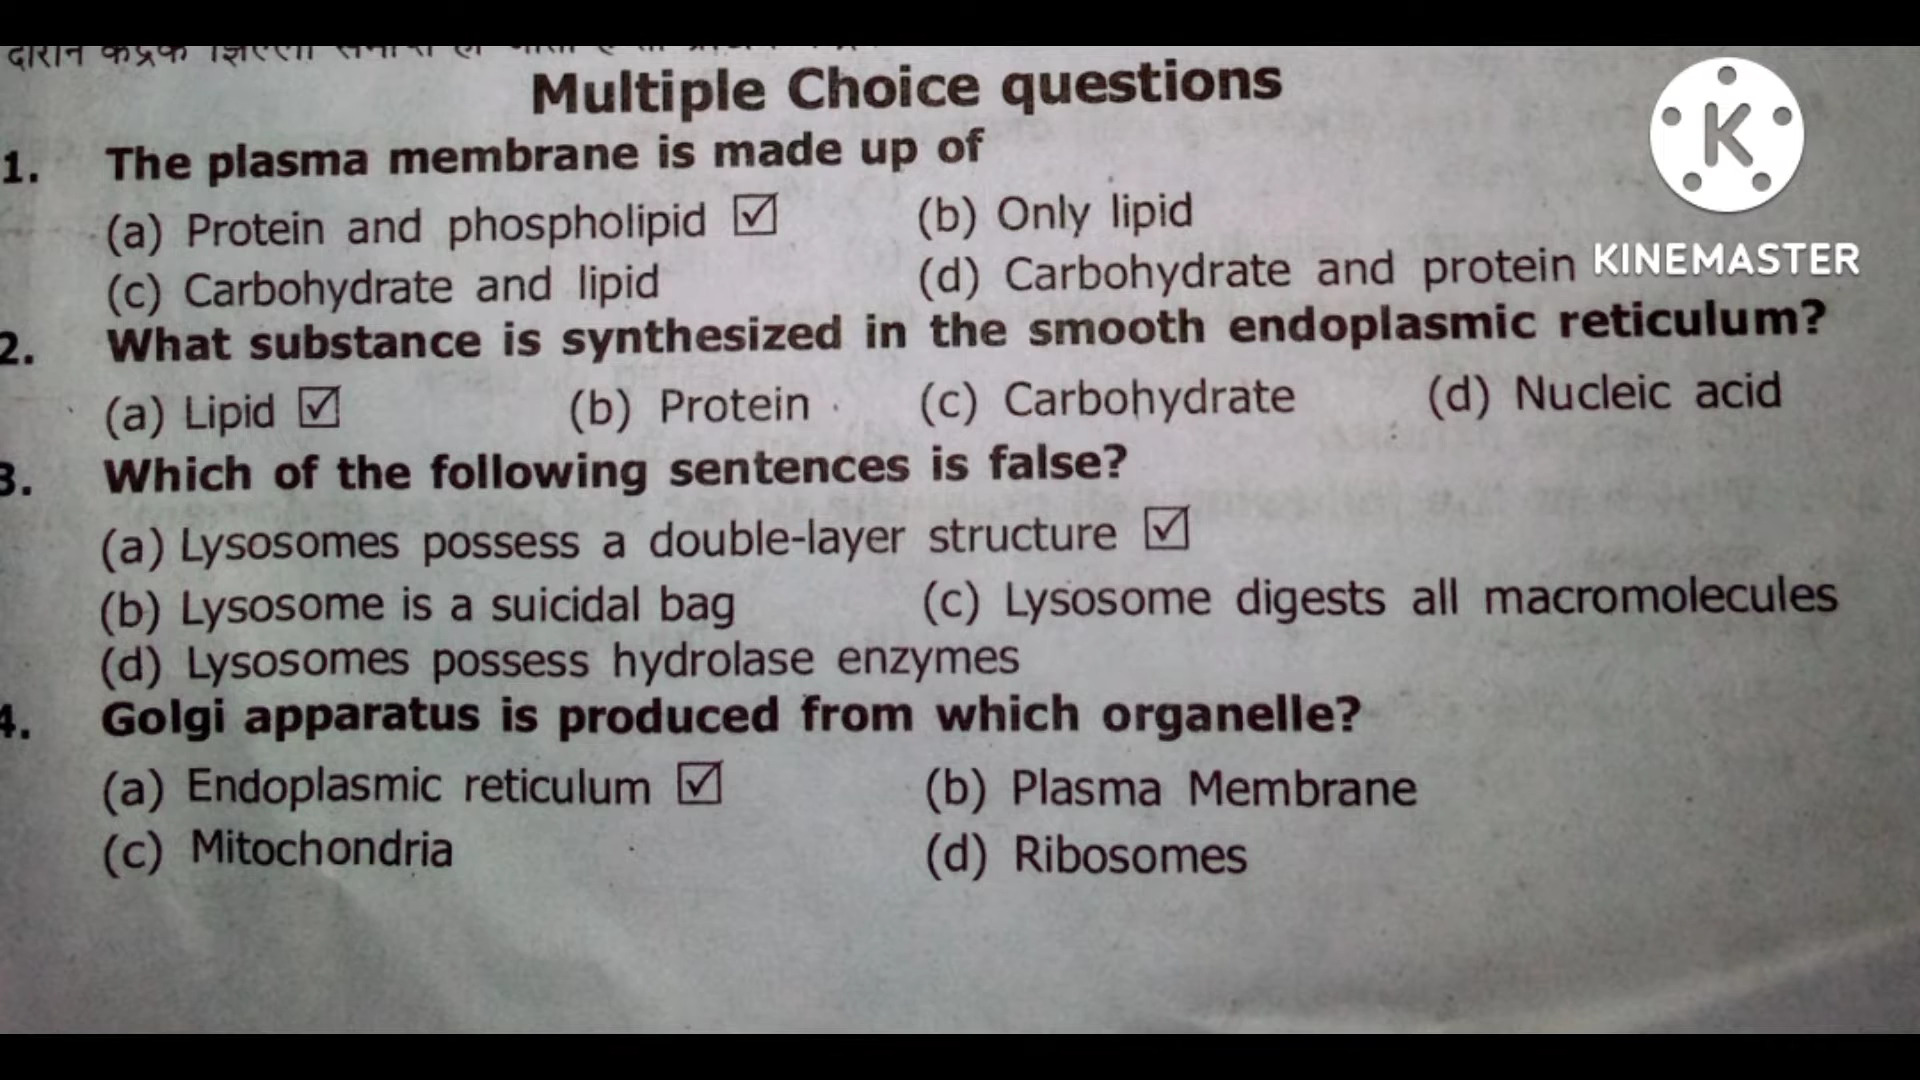 Multiple Choice questions
1. The plasma membrane is made up of
(a) Protein and phospholipid ☑ (b) Only lipid
(c) Carbohydrate and lipid (d) Carbohydrate and protein
KINEMASTER
2. What substance is synthesized in the smooth endoplasmic reticulum?
(a) Lipid ☑ (b) Protein (c) Carbohydrate (d) Nucleic acid
3. Which of the following sentences is false?
(a) Lysosomes possess a double-layer structure ☑
(b) Lysosome is a suicidal bag (c) Lysosome digests all macromolecules
(d) Lysosomes possess hydrolase enzymes
4. Golgi apparatus is produced from which organelle?
(a) Endoplasmic reticulum ☑ (b) Plasma Membrane
(c) Mitochondria (d) Ribosomes